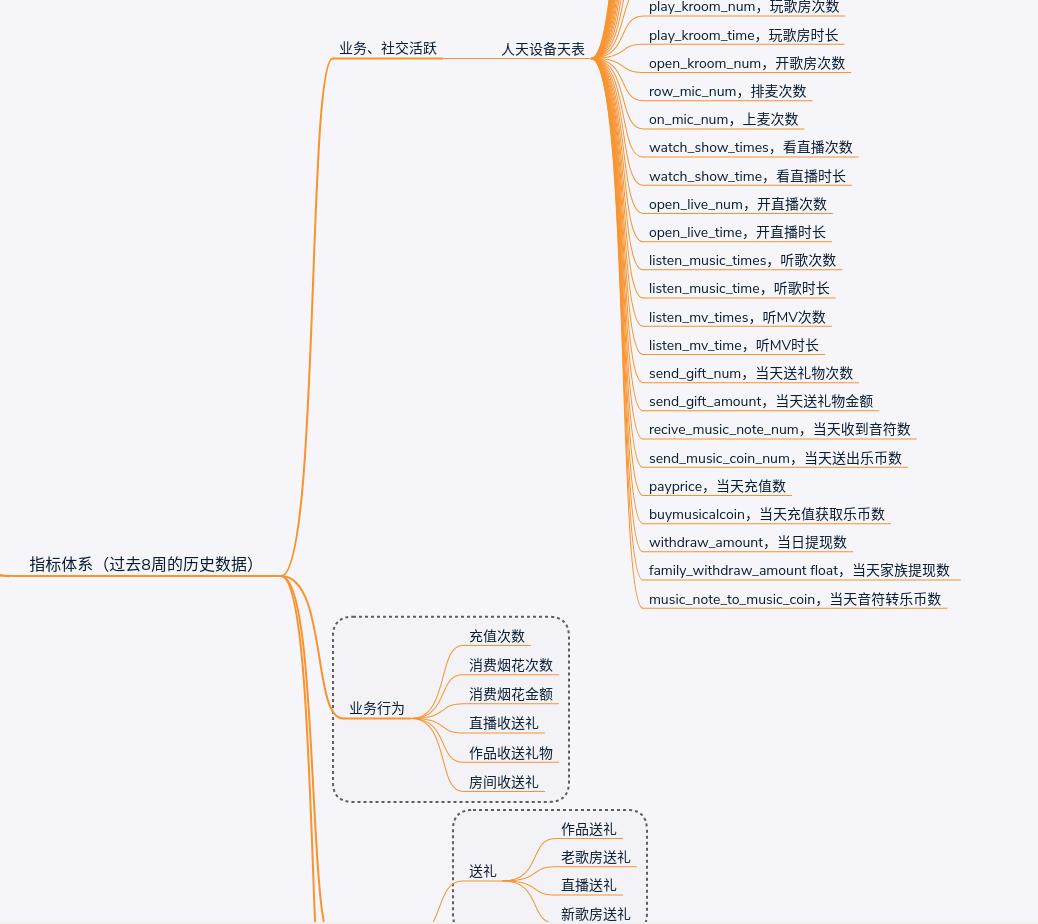 play_kroom_num，玩歌房次数
业务、社交活跃
人天设备天表
play_kroom_time，玩歌房时长
open_kroom_num，开歌房次数
row_mic_num，排麦次数
on_mic_num，上麦次数
watch_show_times，看直播次数
watch_show_time，看直播时长
open_live_num，开直播次数
open_live_time，开直播时长
listen_music_times，听歌次数
listen_music_time，听歌时长
listen_mv_times，听MV次数
listen_mv_time，听MV时长
send_gift_num，当天送礼物次数
send_gift_amount，当天送礼物金额
recive_music_note_num，当天收到音符数
send_music_coin_num，当天送出乐币数
payprice，当天充值数
buymusicalcoin，当天充值获取乐币数
withdraw_amount，当日提现数
family_withdraw_amount float，当天家族提现数
music_note_to_music_coin，当天音符转乐币数
指标体系（过去8周的历史数据）
业务行为
充值次数
消费烟花次数
消费烟花金额
直播收送礼
作品收送礼物
房间收送礼
送礼
作品送礼
老歌房送礼
直播送礼
新歌房送礼